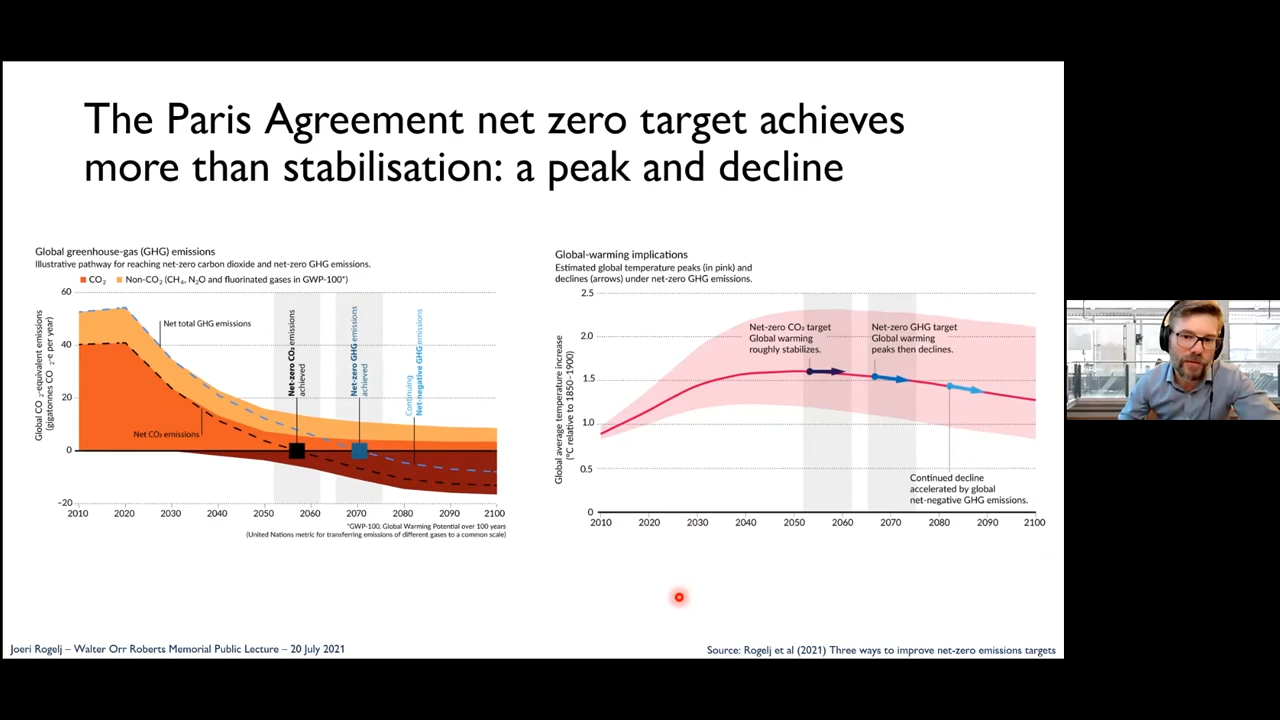 The Paris Agreement net zero target achieves
more than stabilisation: a peak and decline
Global greenhouse-gas (GHG) emissions
Illustrative pathway for reaching net-zero carbon dioxide and net-zero GHG emissions.
CO₂ Non-CO₂ (CH₄, N₂O and fluorinated gases in GWP-100*)
Global CO₂-equivalent emissions
(gigatonnes CO₂-e per year)
60
40
20
0
–20
Net total GHG emissions
Net CO₂ emissions
Net-zero CO₂ emissions
achieved
Net-zero GHG emissions
achieved
Continuing
Net-negative GHG emissions
2010 2020 2030 2040 2050 2060 2070 2080 2090 2100
*GWP-100, Global Warming Potential over 100 years
(United Nations metric for transferring emissions of different gases to a common scale)
Global-warming implications
Estimated global temperature peaks (in pink) and
declines (arrows) under net-zero GHG emissions.
Global average temperature increase
(°C relative to 1850–1900)
2.5
2.0
1.5
1.0
0.5
0
Net-zero CO₂ target
Global warming
roughly stabilizes.
Net-zero GHG target
Global warming
peaks then declines.
Continued decline
accelerated by global
net-negative GHG emissions.
2010 2020 2030 2040 2050 2060 2070 2080 2090 2100
Joeri Rogelj – Walter Orr Roberts Memorial Public Lecture – 20 July 2021
Source: Rogelj et al (2021) Three ways to improve net-zero emissions targets